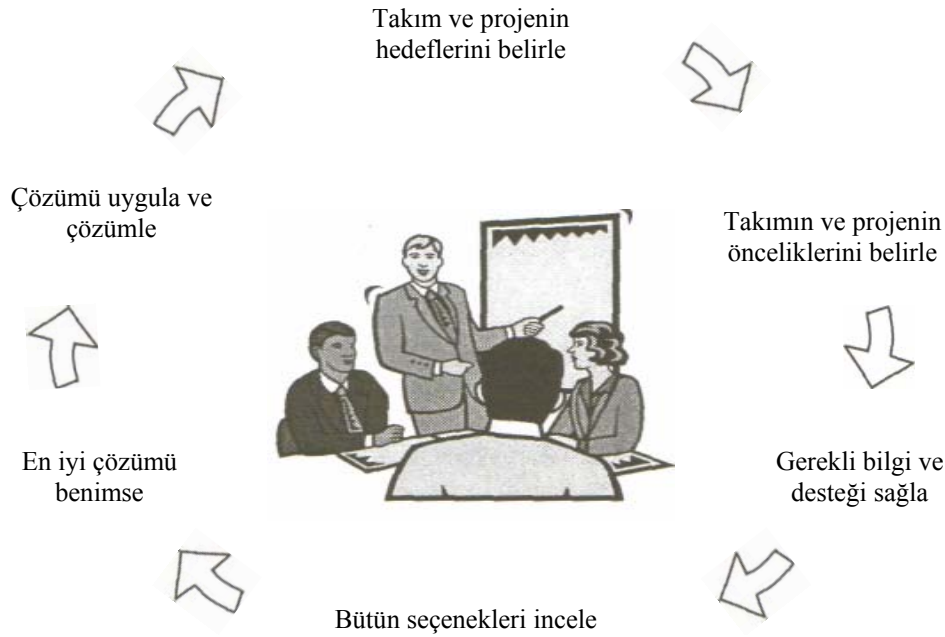 Takım ve projenin
hedeflerini belirle
Takımın ve projenin
önceliklerini belirle
Gerekli bilgi ve
desteği sağla
Bütün seçenekleri incele
En iyi çözümü
benimse
Çözümü uygula ve
çözümle